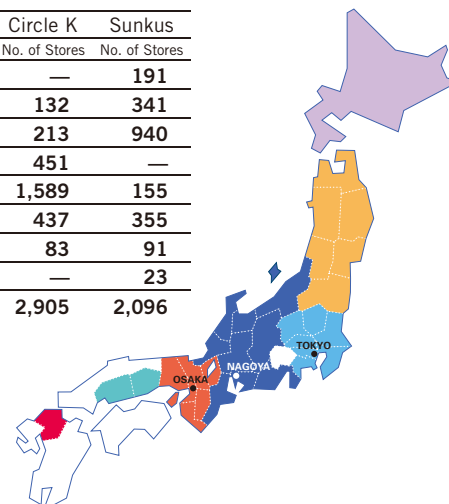 Circle K Sunkus
No. of Stores No. of Stores
— 191
132 341
213 940
451 —
1,589 155
437 355
83 91
— 23
2,905 2,096
TOKYO
NAGOYA
OSAKA